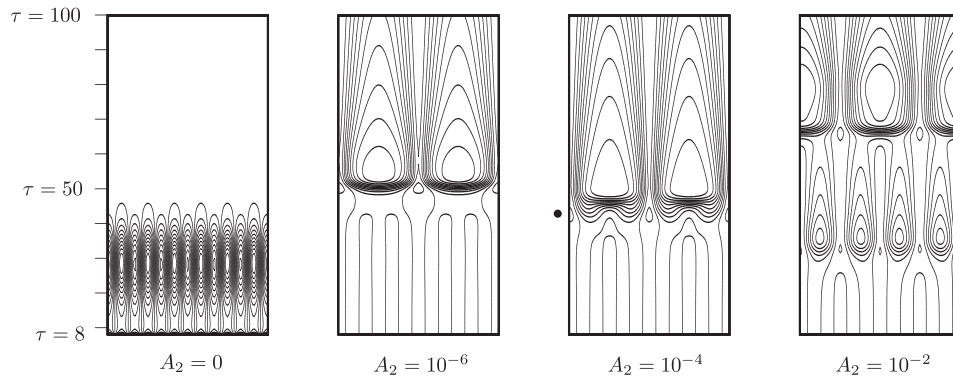 τ = 100
τ = 50
τ = 8
A₂ = 0
A₂ = 10⁻⁶
A₂ = 10⁻⁴
A₂ = 10⁻²